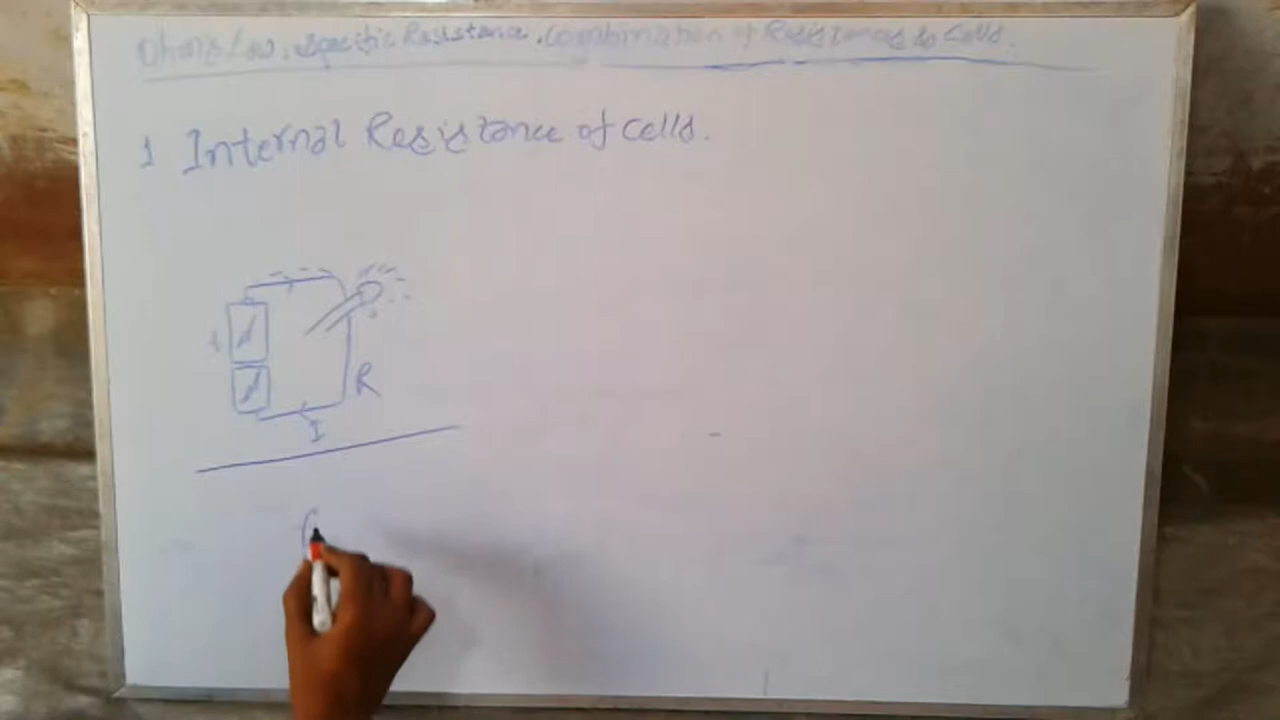 Ohm's Law, Specific Resistance, Combination of Resistances & Cells.
1 Internal Resistance of Cells.
R
I